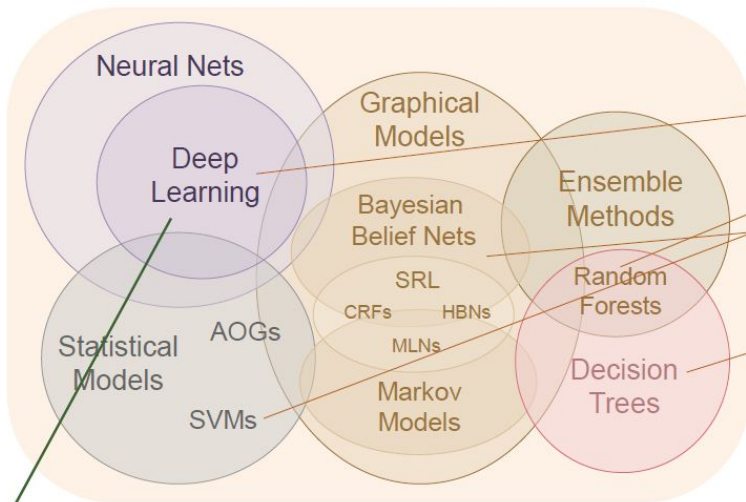 Neural Nets
Deep
Learning
Graphical
Models
Bayesian
Belief Nets
SRL
CRFs
HBNs
MLNs
Markov
Models
Ensemble
Methods
Random
Forests
Decision
Trees
Statistical
Models
AOGs
SVMs